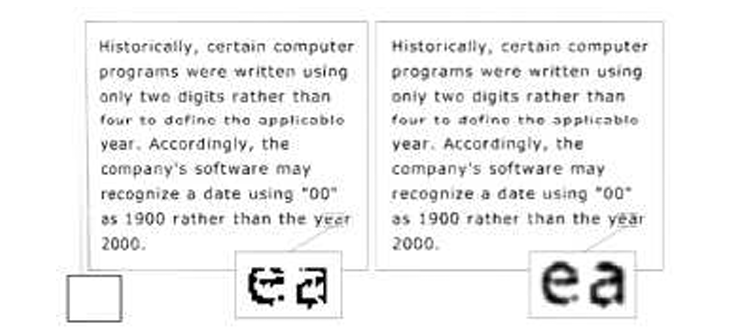 Historically, certain computer
programs were written using
only two digits rather than
four to define the applicable
year. Accordingly, the
company's software may
recognize a date using "00"
as 1900 rather than the year
2000.
ea
Historically, certain computer
programs were written using
only two digits rather than
four to define the applicable
year. Accordingly, the
company's software may
recognize a date using "00"
as 1900 rather than the year
2000.
ea